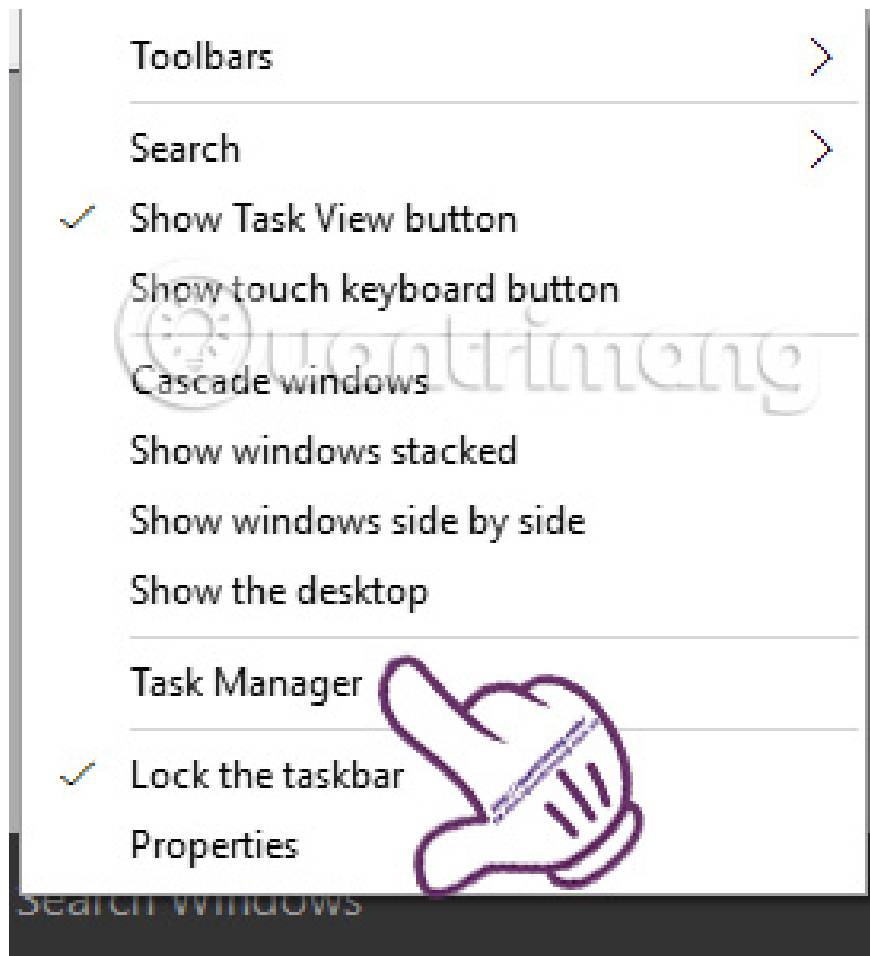 Toolbars
Search
Show Task View button
Show touch keyboard button
Quantrimang
Cascade windows
Show windows stacked
Show windows side by side
Show the desktop
Task Manager
Lock the taskbar
Properties
Search Windows